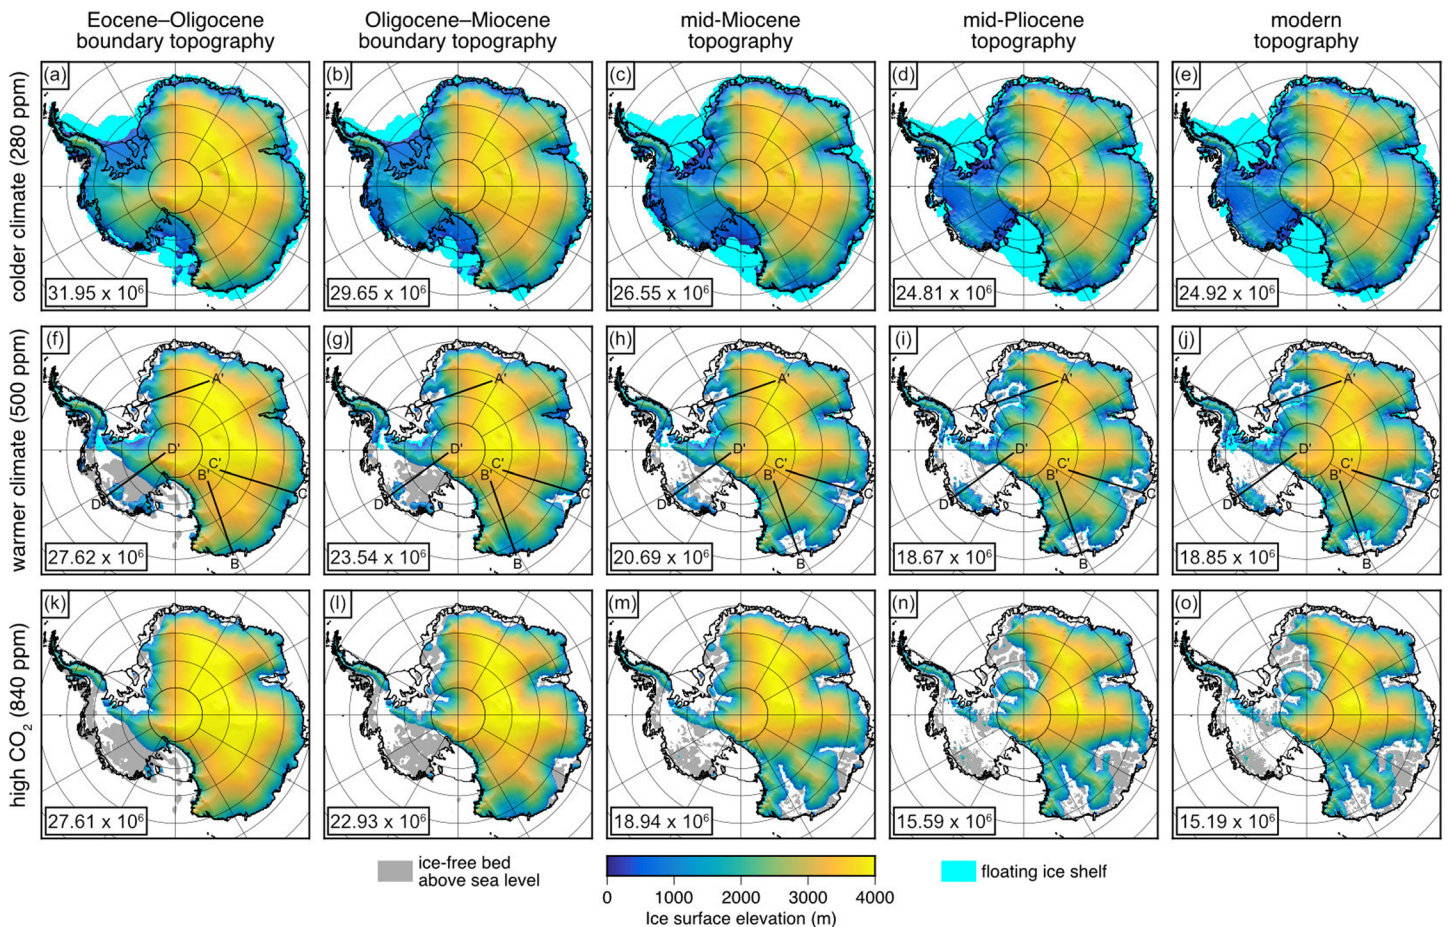 Eocene–Oligocene
boundary topography
Oligocene–Miocene
boundary topography
mid-Miocene
topography
mid-Pliocene
topography
modern
topography
colder climate (280 ppm)
(a)
31.95 x 10⁶
(b)
29.65 x 10⁶
(c)
26.55 x 10⁶
(d)
24.81 x 10⁶
(e)
24.92 x 10⁶
warmer climate (500 ppm)
(f)
A'
D'
C'
B'
D
C
B
27.62 x 10⁶
(g)
A'
D'
C'
B'
D
C
B
23.54 x 10⁶
(h)
A'
D'
C'
B'
D
C
B
20.69 x 10⁶
(i)
A'
D'
C'
B'
D
C
B
18.67 x 10⁶
(j)
A'
D'
C'
B'
D
C
B
18.85 x 10⁶
high CO₂ (840 ppm)
(k)
27.61 x 10⁶
(l)
22.93 x 10⁶
(m)
18.94 x 10⁶
(n)
15.59 x 10⁶
(o)
15.19 x 10⁶
ice-free bed
above sea level
0 1000 2000 3000 4000
Ice surface elevation (m)
floating ice shelf